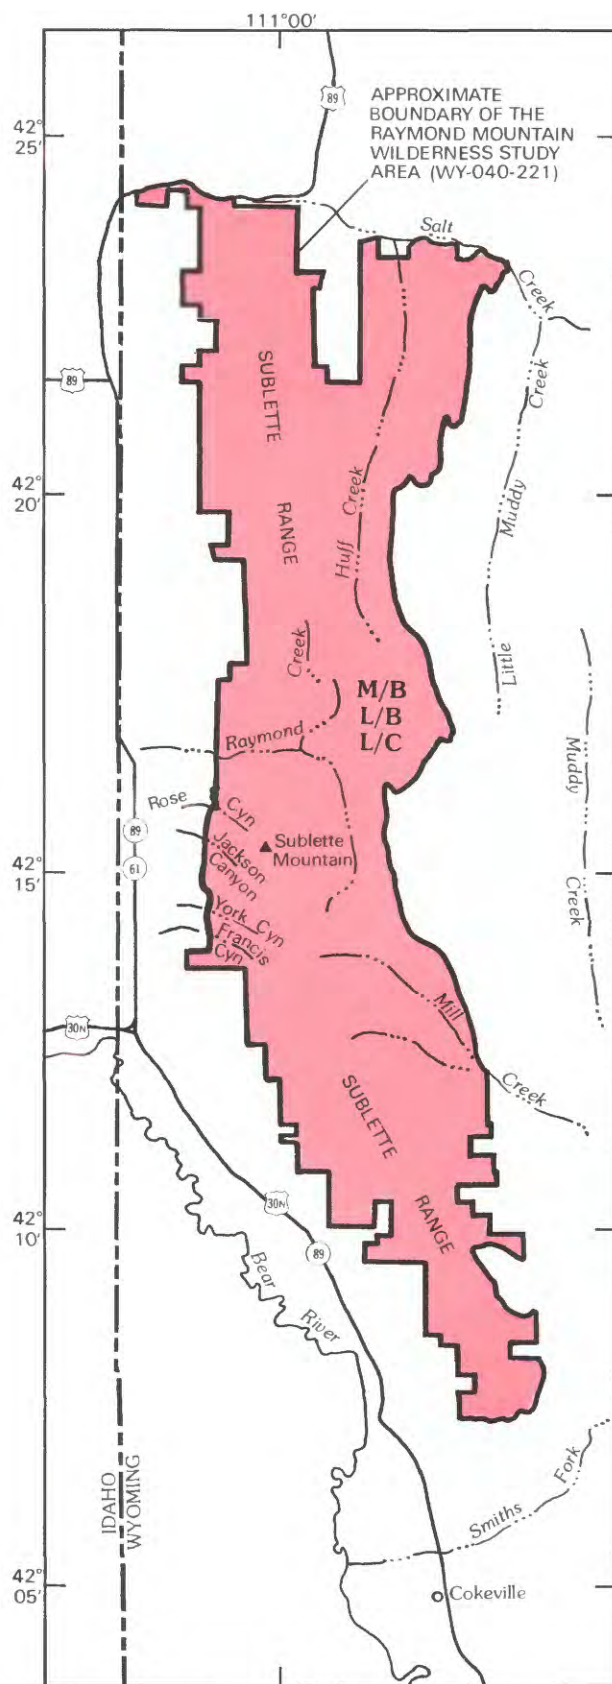 111°00'
89
APPROXIMATE
BOUNDARY OF THE
RAYMOND MOUNTAIN
WILDERNESS STUDY
AREA (WY-040-221)
42°
25'
Salt
Creek
89
SUBLETTE
RANGE
Huff Creek
Little Muddy Creek
42°
20'
Creek
M/B
L/B
L/C
Raymond
Muddy Creek
Rose Cyn
89
Jackson
Canyon
Sublette
Mountain
61
42°
15'
York Cyn
Francis
Cyn
Mill
Creek
30N
SUBLETTE
RANGE
30N
42°
10'
89
Bear
River
IDAHO
WYOMING
Smiths Fork
42°
05'
Cokeville